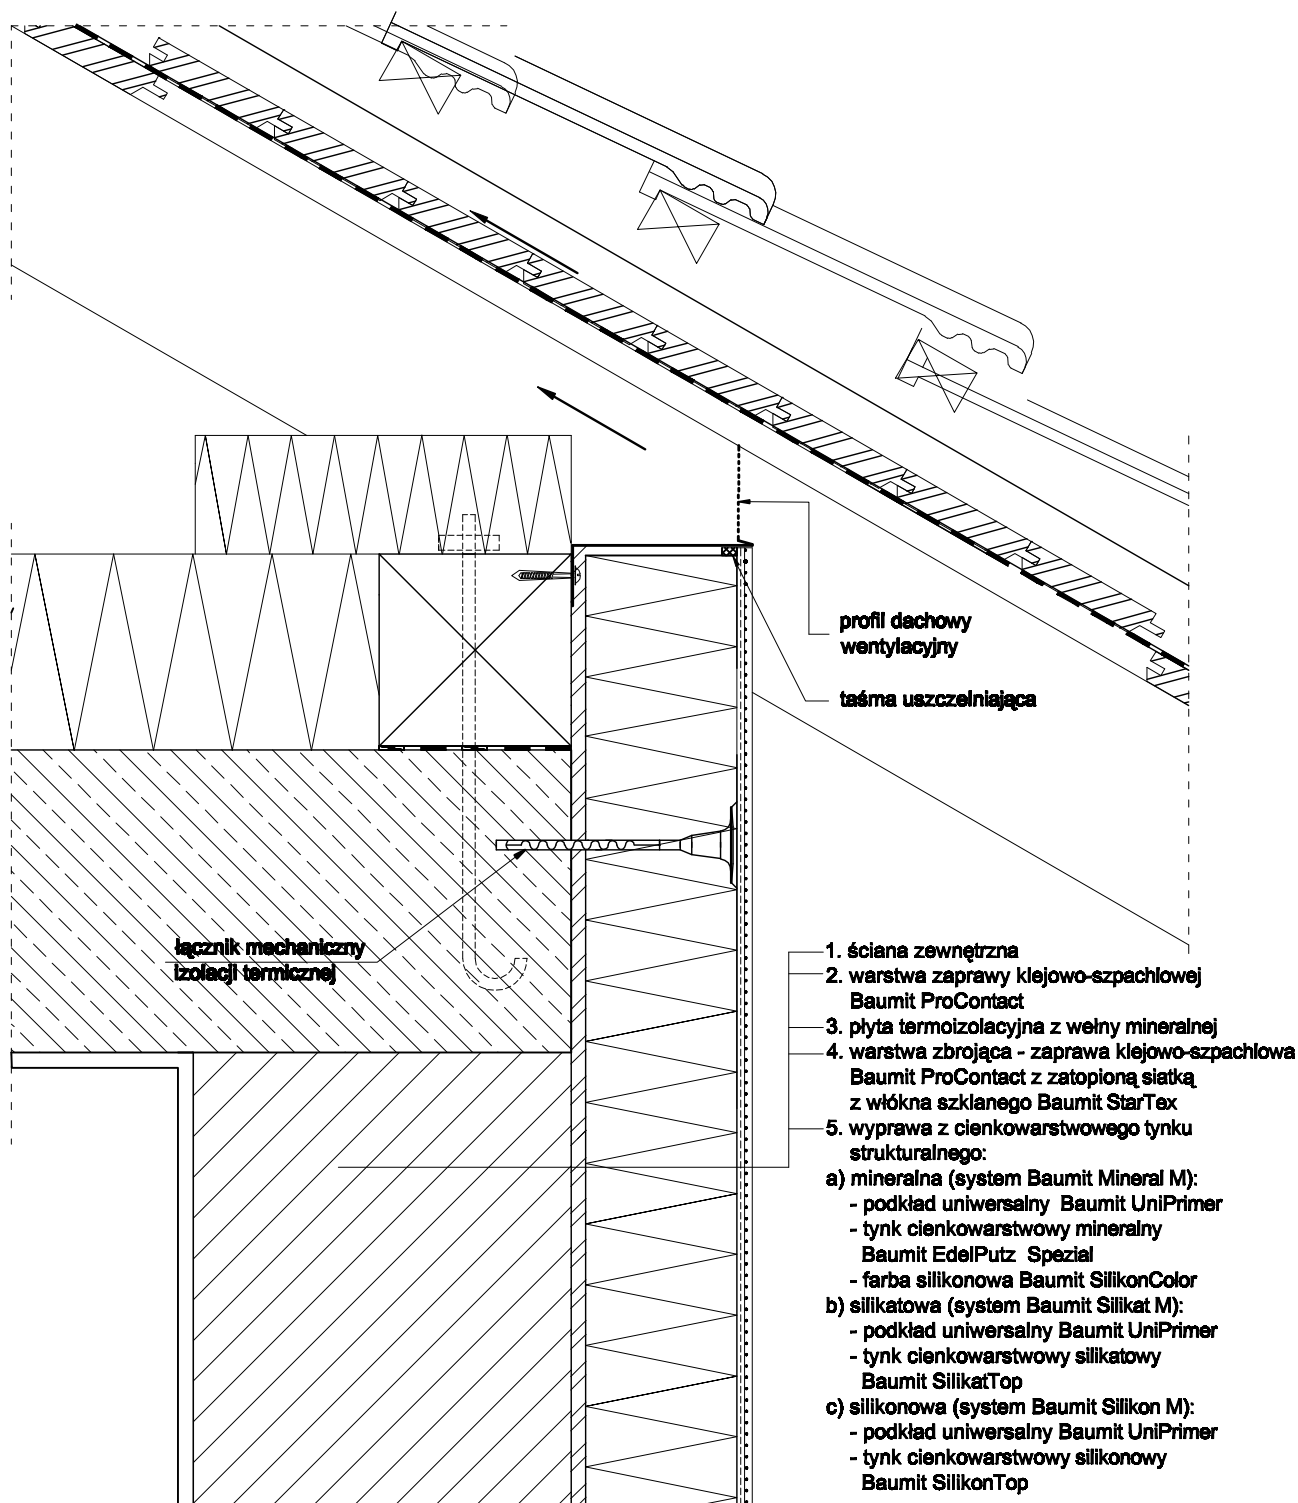 profil dachowy
wentylacyjny
taśma uszczelniająca
łącznik mechaniczny
izolacji termicznej
1. ściana zewnętrzna
2. warstwa zaprawy klejowo-szpachlowej
Baumit ProContact
3. płyta termoizolacyjna z wełny mineralnej
4. warstwa zbrojąca - zaprawa klejowo-szpachlowa
Baumit ProContact z zatopioną siatką
z włókna szklanego Baumit StarTex
5. wyprawa z cienkowarstwowego tynku
strukturalnego:
a) mineralna (system Baumit Mineral M):
- podkład uniwersalny Baumit UniPrimer
- tynk cienkowarstwowy mineralny
Baumit EdelPutz Spezial
- farba silikonowa Baumit SilikonColor
b) silikatowa (system Baumit Silikat M):
- podkład uniwersalny Baumit UniPrimer
- tynk cienkowarstwowy silikatowy
Baumit SilikatTop
c) silikonowa (system Baumit Silikon M):
- podkład uniwersalny Baumit UniPrimer
- tynk cienkowarstwowy silikonowy
Baumit SilikonTop